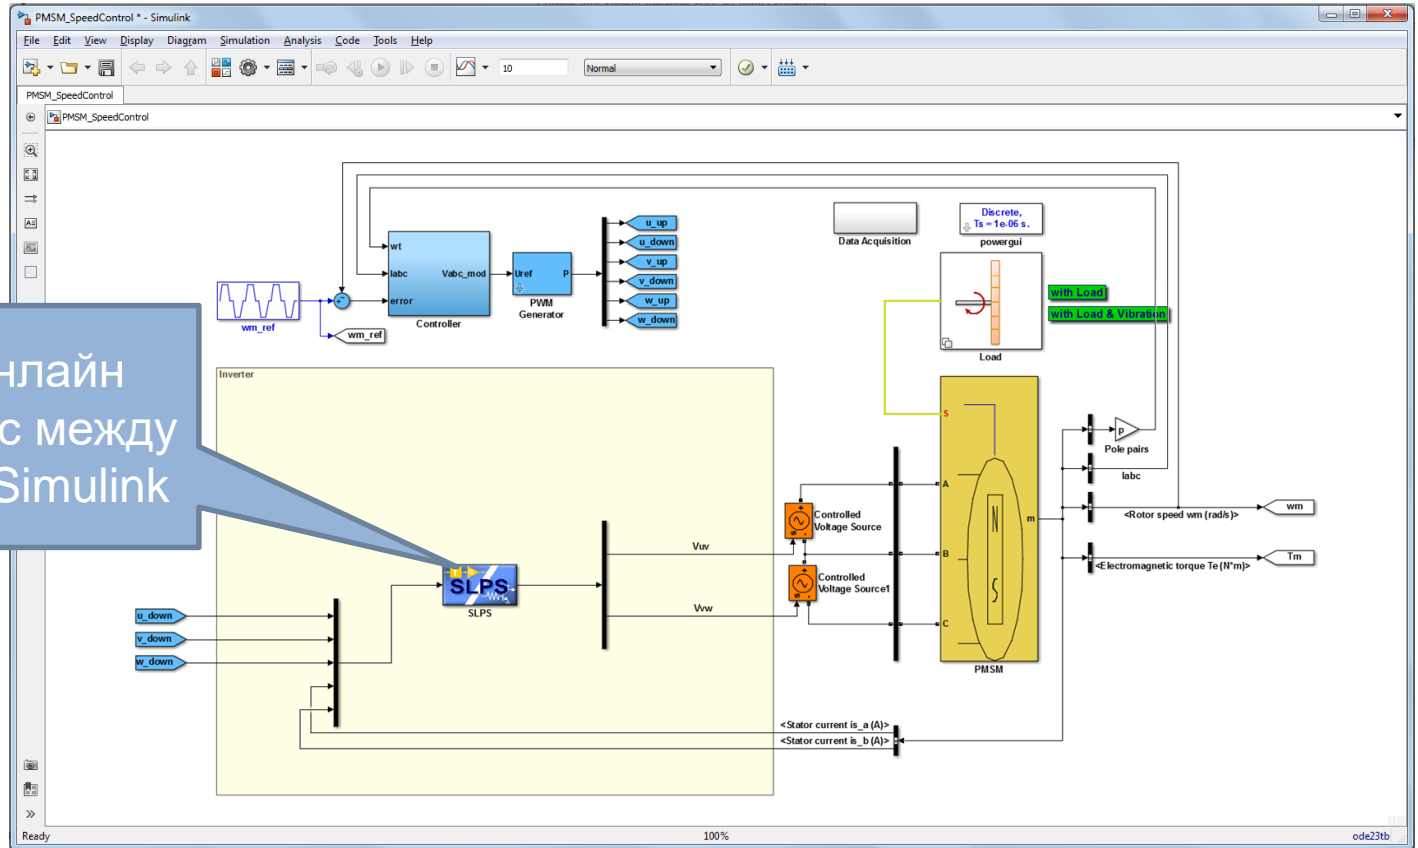 PMSM_SpeedControl * - Simulink
File Edit View Display Diagram Simulation Analysis Code Tools Help
10
Normal
PMSM_SpeedControl
PMSM_SpeedControl
u_up
u_down
v_up
v_down
w_up
w_down
wt
Iabc
error
Vabc_mod
Controller
Uref
P
PWM
Generator
wm_ref
wm_ref
Data Acquisition
Discrete,
Ts = 1e-06 s.
powergui
with Load
with Load & Vibration
Load
нлайн
с между
Simulink
Inverter
SLPS
SLPS
u_down
v_down
w_down
Vuv
Vvw
Controlled
Voltage Source
Controlled
Voltage Source1
S
A
B
C
m
N
S
PMSM
p
Pole pairs
Iabc
<Rotor speed wm (rad/s)>
wm
<Electromagnetic torque Te (N*m)>
Tm
<Stator current is_a (A)>
<Stator current is_b (A)>
Ready
100%
ode23tb